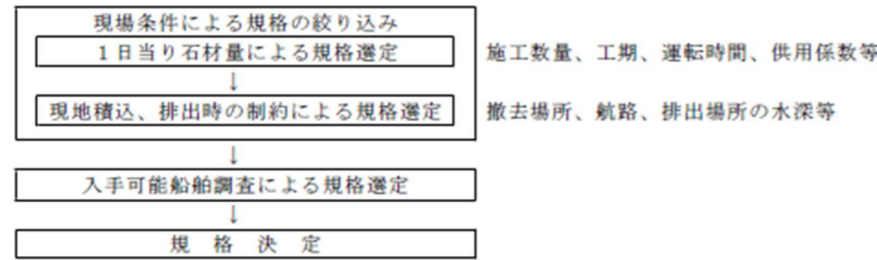 現場条件による規格の絞り込み
1日当り石材量による規格選定 施工数量、工期、運転時間、供用係数等
↓
現地積込、排出時の制約による規格選定 撤去場所、航路、排出場所の水深等
↓
入手可能船舶調査による規格選定
↓
規 格 決 定